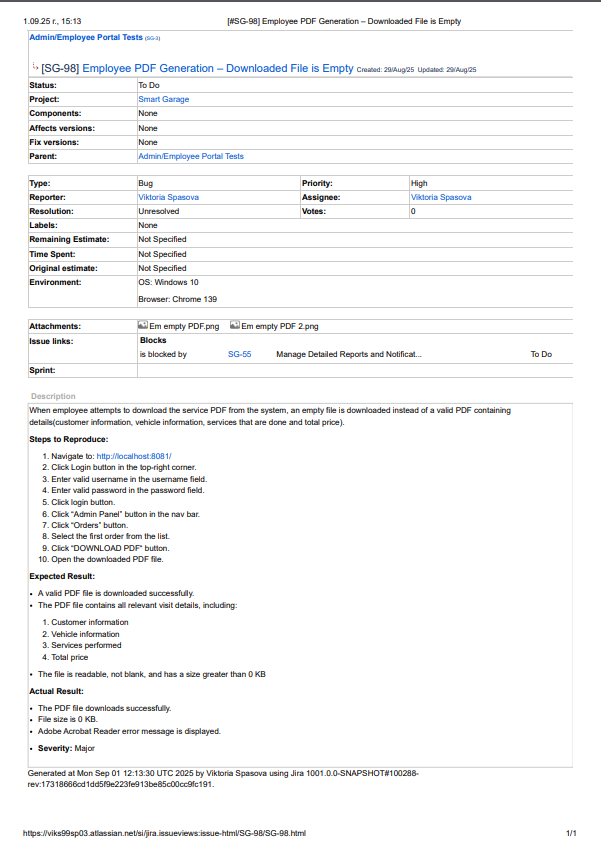 1.09.25 г., 15:13 [#SG-98] Employee PDF Generation – Downloaded File is Empty
Admin/Employee Portal Tests (SG-3)
[SG-98] Employee PDF Generation – Downloaded File is Empty Created: 29/Aug/25 Updated: 29/Aug/25
Status: To Do
Project: Smart Garage
Components: None
Affects versions: None
Fix versions: None
Parent: Admin/Employee Portal Tests
Type: Bug Priority: High
Reporter: Viktoria Spasova Assignee: Viktoria Spasova
Resolution: Unresolved Votes: 0
Labels: None
Remaining Estimate: Not Specified
Time Spent: Not Specified
Original estimate: Not Specified
Environment: OS: Windows 10
Browser: Chrome 139
Attachments: Em empty PDF.png Em empty PDF 2.png
Issue links: Blocks
is blocked by SG-55 Manage Detailed Reports and Notificat... To Do
Sprint:
Description
When employee attempts to download the service PDF from the system, an empty file is downloaded instead of a valid PDF containing
details(customer information, vehicle information, services that are done and total price).
Steps to Reproduce:
1. Navigate to: http://localhost:8081/
2. Click Login button in the top-right corner.
3. Enter valid username in the username field.
4. Enter valid password in the password field.
5. Click login button.
6. Click “Admin Panel” button in the nav bar.
7. Click “Orders” button.
8. Select the first order from the list.
9. Click “DOWNLOAD PDF” button.
10. Open the downloaded PDF file.
Expected Result:
• A valid PDF file is downloaded successfully.
• The PDF file contains all relevant visit details, including:
1. Customer information
2. Vehicle information
3. Services performed
4. Total price
• The file is readable, not blank, and has a size greater than 0 KB
Actual Result:
• The PDF file downloads successfully.
• File size is 0 KB.
• Adobe Acrobat Reader error message is displayed.
• Severity: Major
Generated at Mon Sep 01 12:13:30 UTC 2025 by Viktoria Spasova using Jira 1001.0.0-SNAPSHOT#100288-
rev:17318666cd1dd5f9e223fe913be85c00cc9fc191.
https://viks99sp03.atlassian.net/si/jira.issueviews:issue-html/SG-98/SG-98.html 1/1